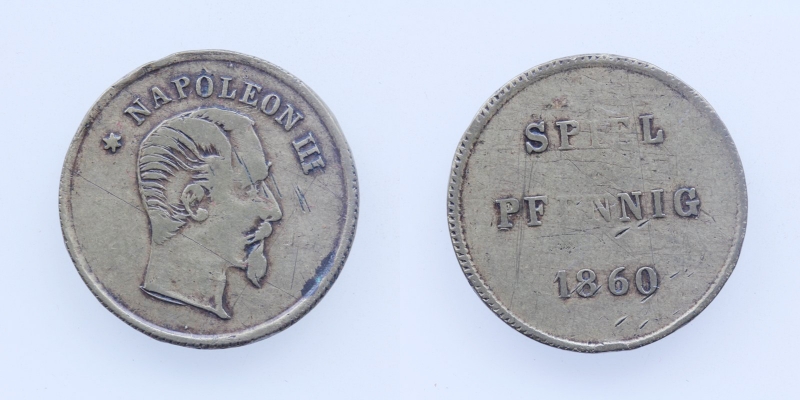 * NAPOLEON III
SPIEL
PFENNIG
1860